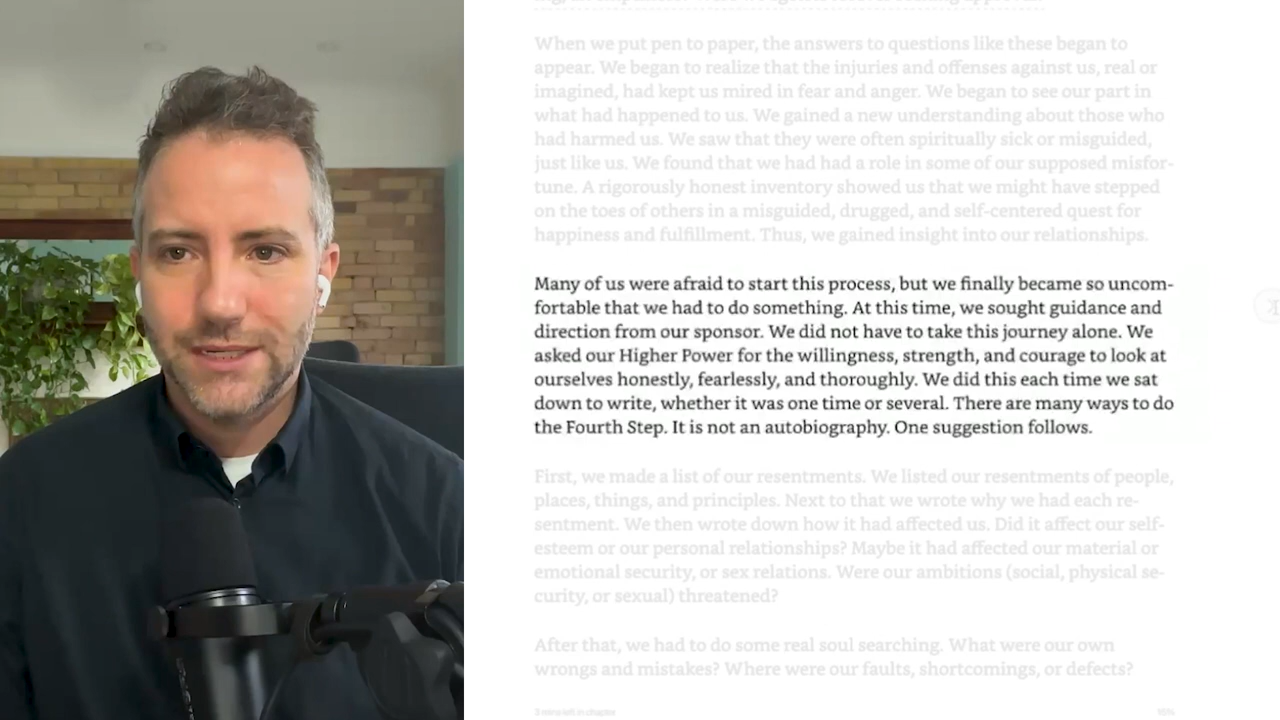 When we put pen to paper, the answers to questions like these began to
appear. We began to realize that the injuries and offenses against us, real or
imagined, had kept us mired in fear and anger. We began to see our part in
what had happened to us. We gained a new understanding about those who
had harmed us. We saw that they were often spiritually sick or misguided,
just like us. We found that we had had a role in some of our supposed misfor-
tune. A rigorously honest inventory showed us that we might have stepped
on the toes of others in a misguided, drugged, and self-centered quest for
happiness and fulfillment. Thus, we gained insight into our relationships.
Many of us were afraid to start this process, but we finally became so uncom-
fortable that we had to do something. At this time, we sought guidance and
direction from our sponsor. We did not have to take this journey alone. We
asked our Higher Power for the willingness, strength, and courage to look at
ourselves honestly, fearlessly, and thoroughly. We did this each time we sat
down to write, whether it was one time or several. There are many ways to do
the Fourth Step. It is not an autobiography. One suggestion follows.
First, we made a list of our resentments. We listed our resentments of people,
places, things, and principles. Next to that we wrote why we had each re-
sentment. We then wrote down how it had affected us. Did it affect our self-
esteem or our personal relationships? Maybe it had affected our material or
emotional security, or sex relations. Were our ambitions (social, physical se-
curity, or sexual) threatened?
After that, we had to do some real soul searching. What were our own
wrongs and mistakes? Where were our faults, shortcomings, or defects?
3 mins left in chapter